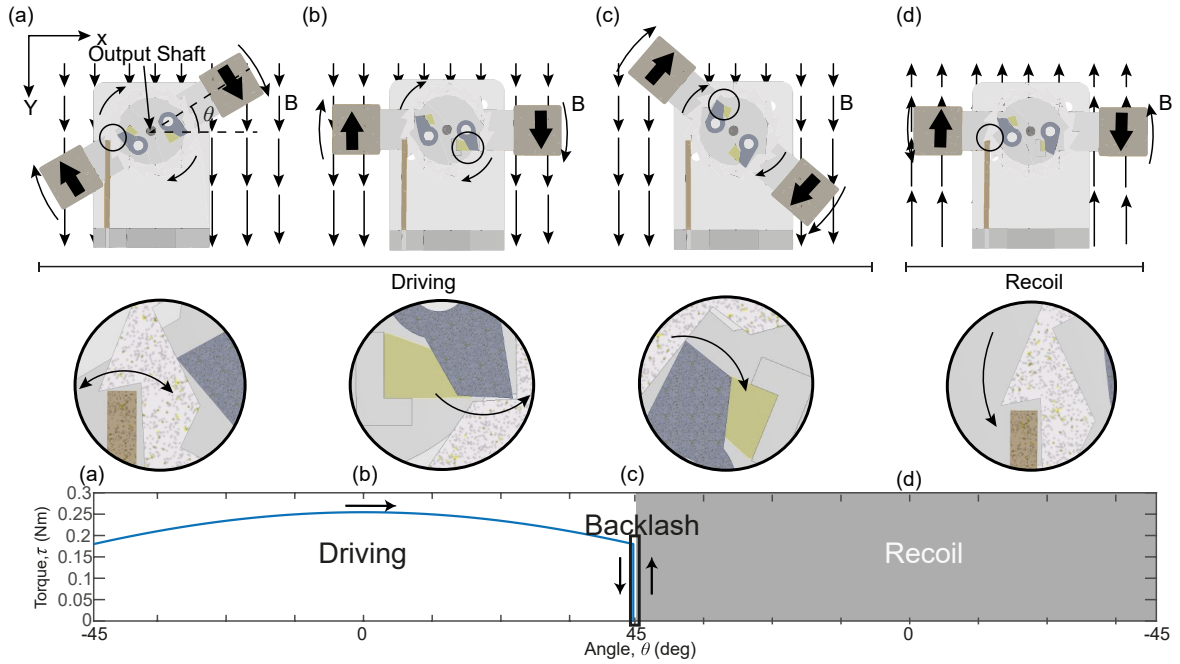 (a)
(b)
(c)
(d)
x
Output Shaft
Y
θ
B
B
B
B
Driving
Recoil
(a)
(b)
(c)
(d)
0.3
0.25
0.2
0.15
0.1
0.05
0
Torque,τ (Nm)
Driving
Backlash
Recoil
-45
0
45
0
-45
Angle, θ (deg)